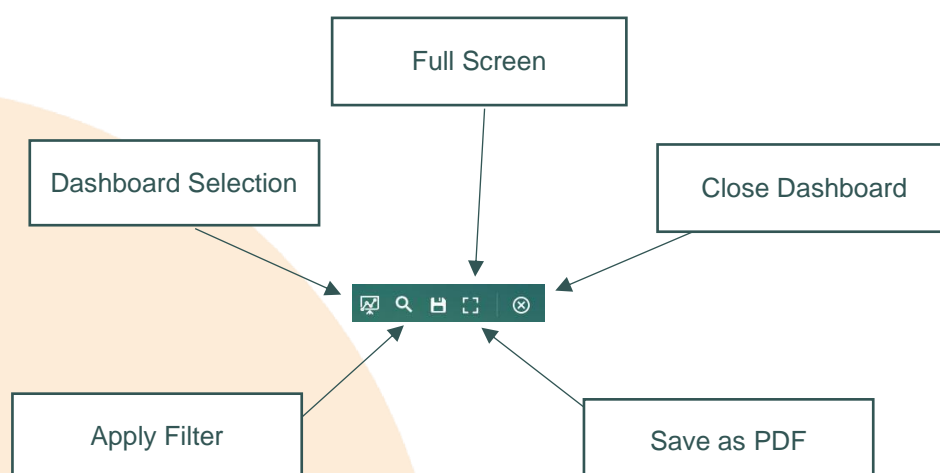 Full Screen
Dashboard Selection
Close Dashboard
Apply Filter
Save as PDF